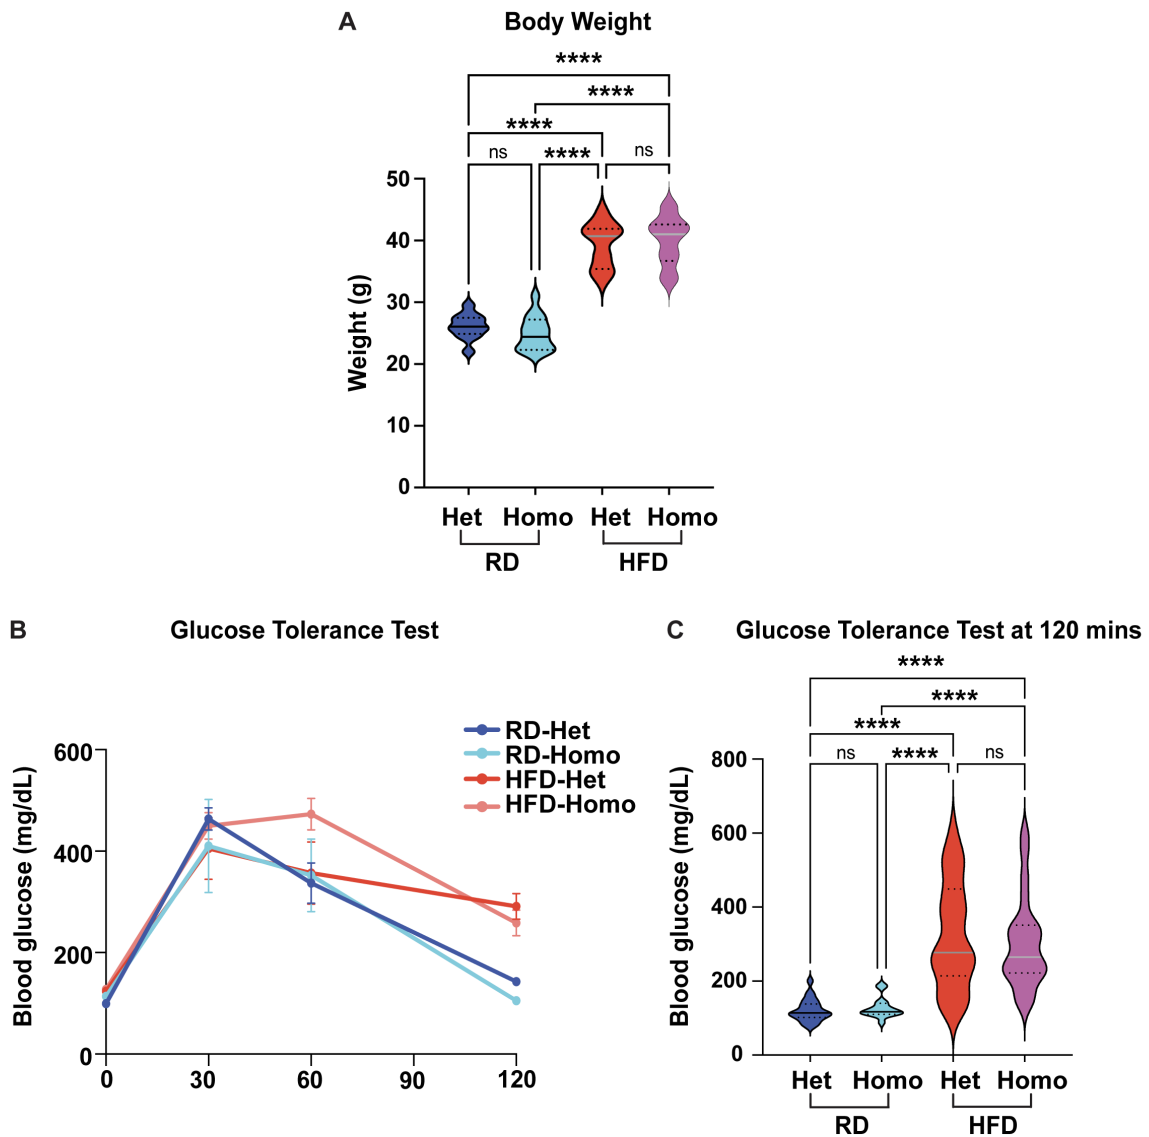 A
Body Weight
****
****
****
ns
****
ns
50
40
30
20
10
0
Weight (g)
Het Homo Het Homo
RD HFD
B
Glucose Tolerance Test
RD-Het
RD-Homo
HFD-Het
HFD-Homo
600
400
200
0
Blood glucose (mg/dL)
0 30 60 90 120
C
Glucose Tolerance Test at 120 mins
****
****
****
ns
****
ns
800
600
400
200
0
Blood glucose (mg/dL)
Het Homo Het Homo
RD HFD